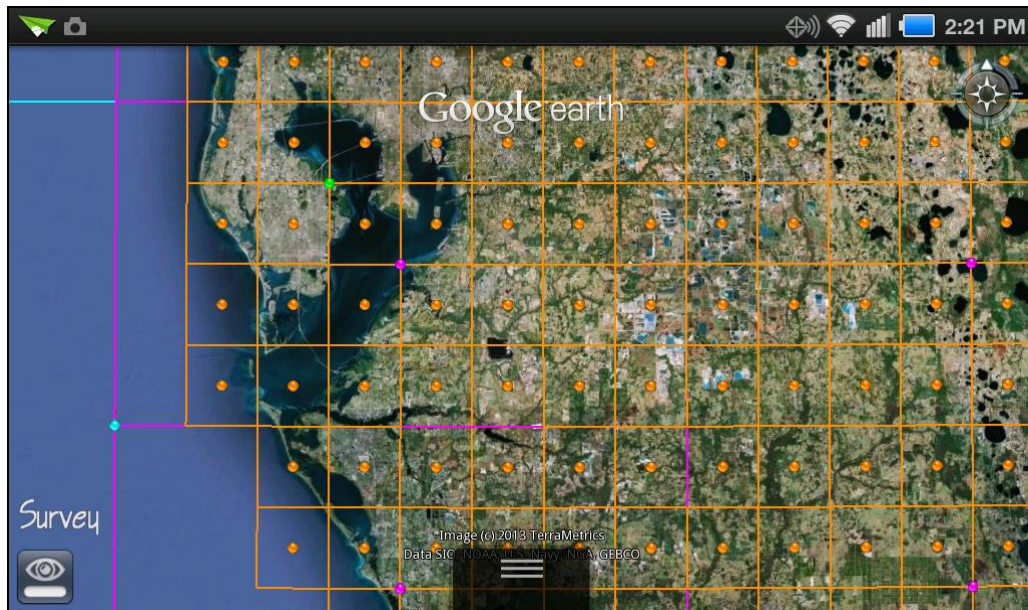 2:21 PM
Google earth
Survey
Image (c) 2013 TerraMetrics
Data SIO, NOAA, U.S. Navy, NGA, GEBCO